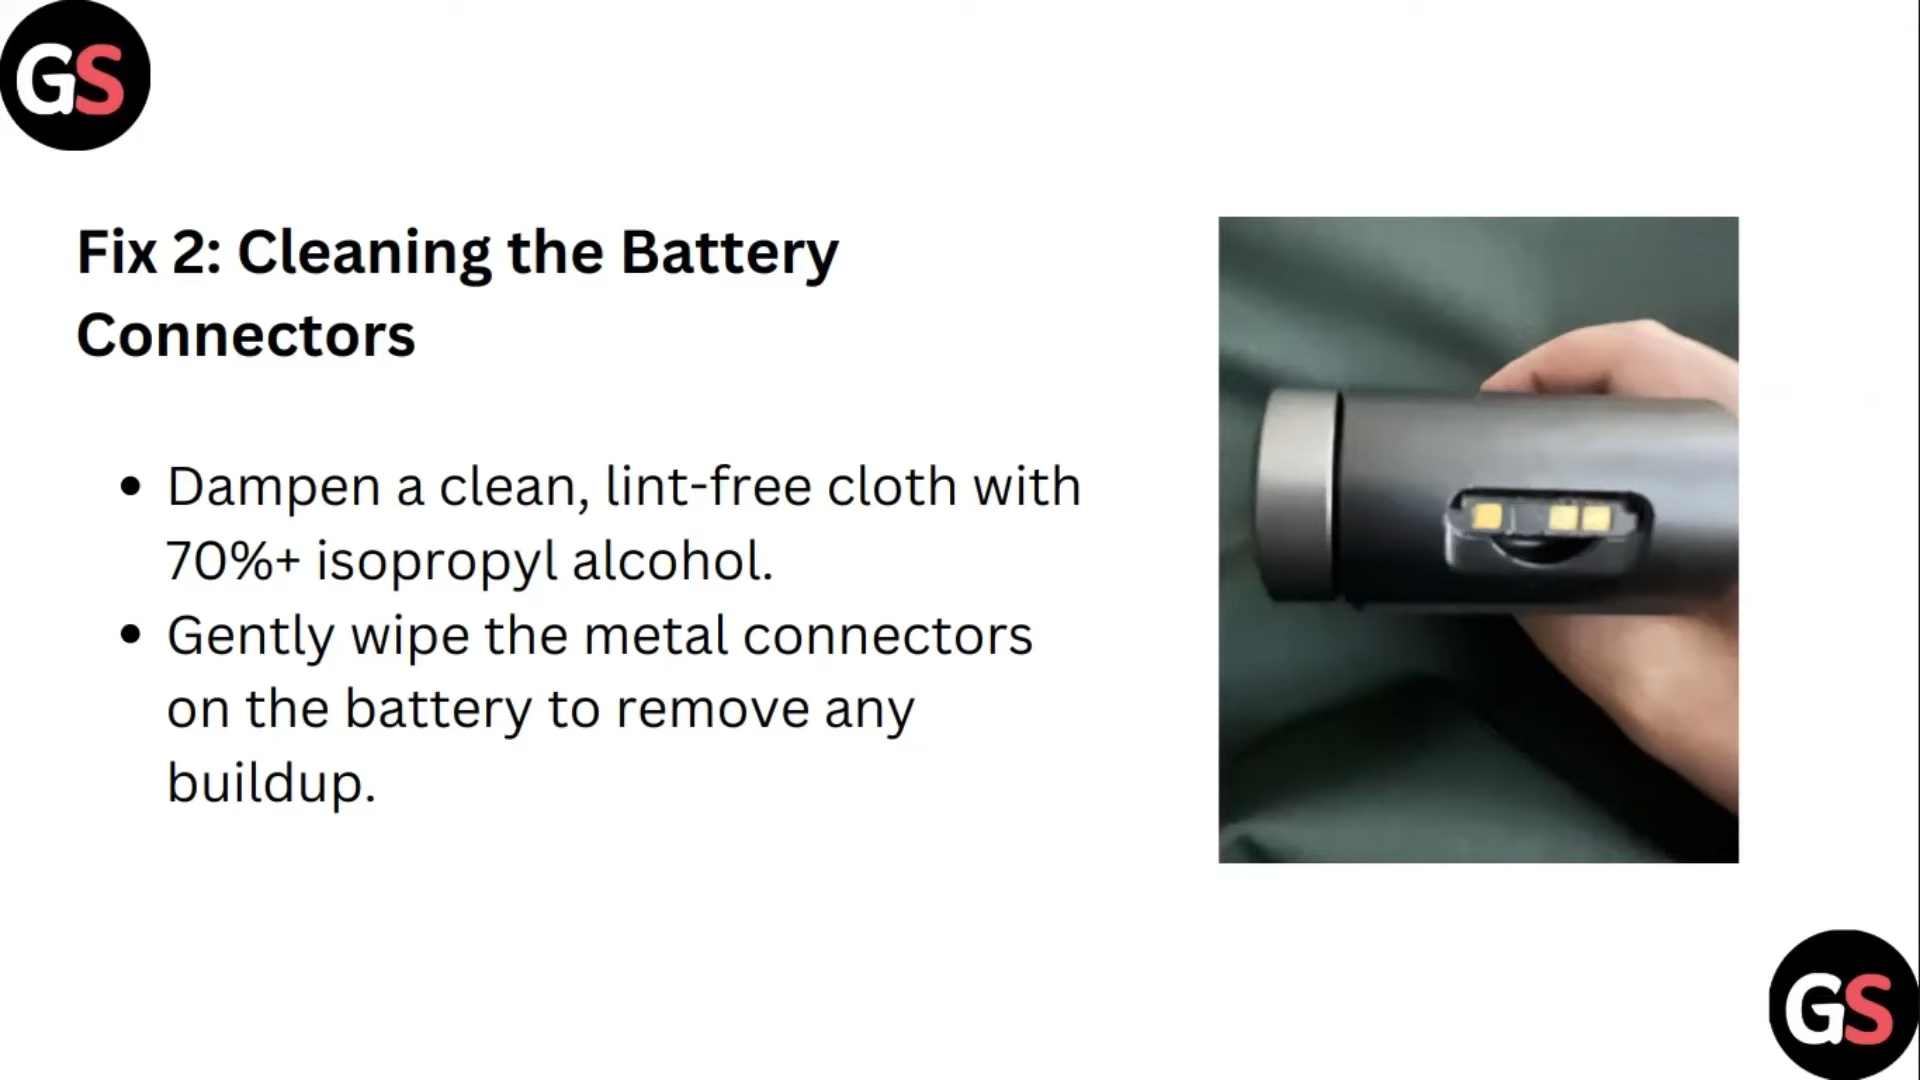 GS
Fix 2: Cleaning the Battery
Connectors
• Dampen a clean, lint-free cloth with
70%+ isopropyl alcohol.
• Gently wipe the metal connectors
on the battery to remove any
buildup.
GS